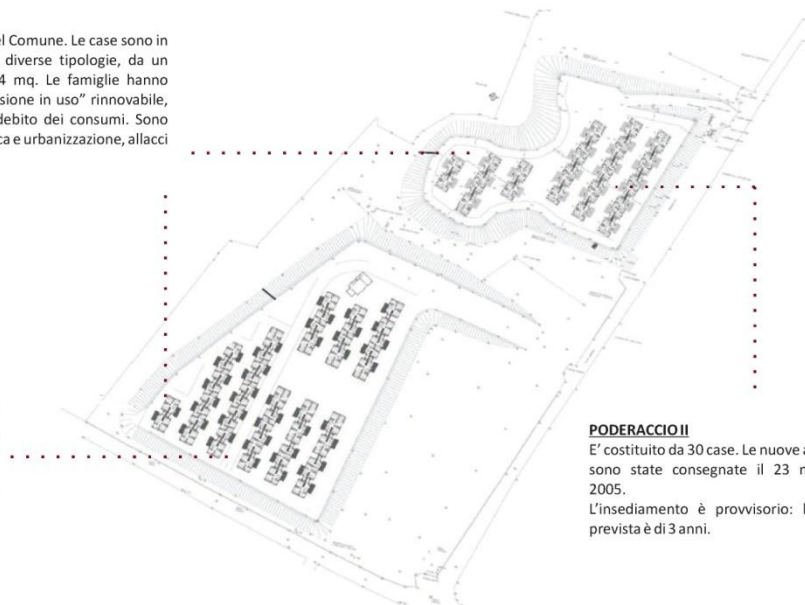 el Comune. Le case sono in
diverse tipologie, da un
4 mq. Le famiglie hanno
sione in uso” rinnovabile,
debito dei consumi. Sono
ca e urbanizzazione, allacci
PODERACCIO II
E’ costituito da 30 case. Le nuove a
sono state consegnate il 23 m
2005.
L’insediamento è provvisorio: l
prevista è di 3 anni.